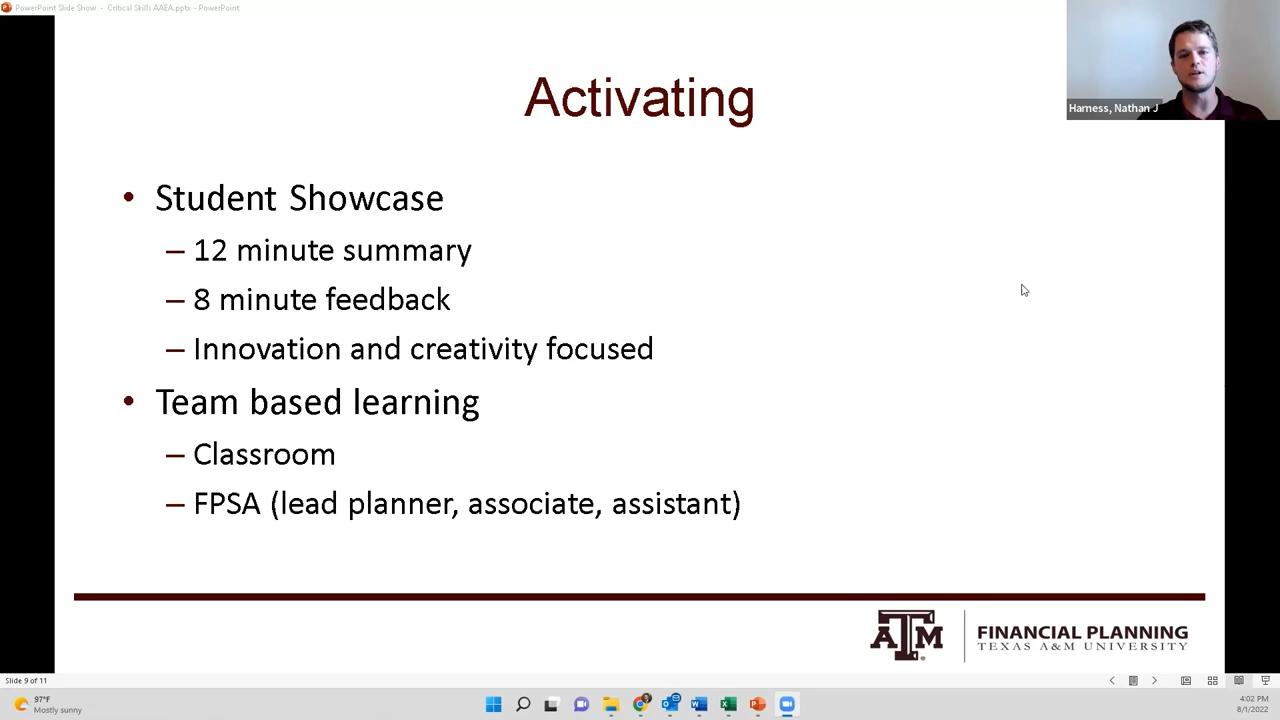 PowerPoint Slide Show - Critical Skills AAEA.pptx - PowerPoint
Harness, Nathan J
Activating
• Student Showcase
– 12 minute summary
– 8 minute feedback
– Innovation and creativity focused
• Team based learning
– Classroom
– FPSA (lead planner, associate, assistant)
ATM
FINANCIAL PLANNING
TEXAS A&M UNIVERSITY
Slide 9 of 11
97°F
Mostly sunny
4:02 PM
8/1/2022